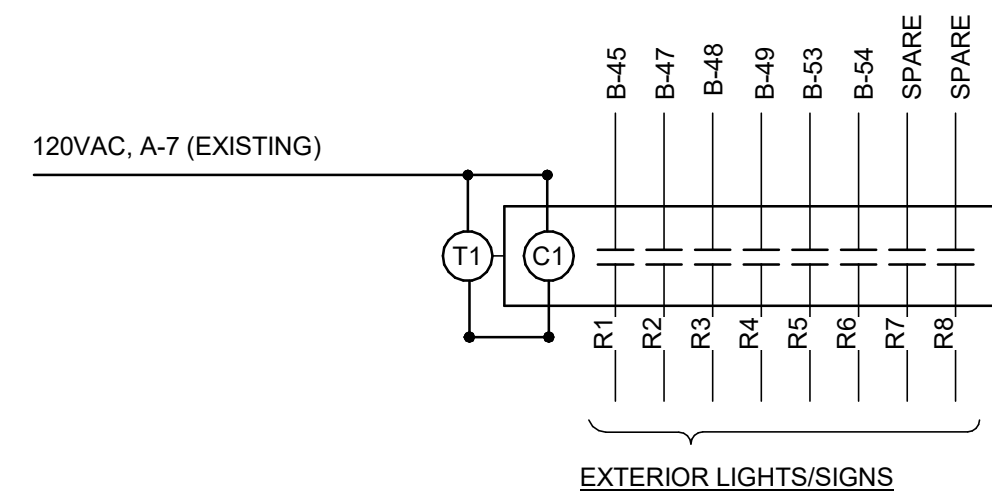 B-45
B-47
B-48
B-49
B-53
B-54
SPARE
SPARE
120VAC, A-7 (EXISTING)
T1
C1
R1
R2
R3
R4
R5
R6
R7
R8
EXTERIOR LIGHTS/SIGNS